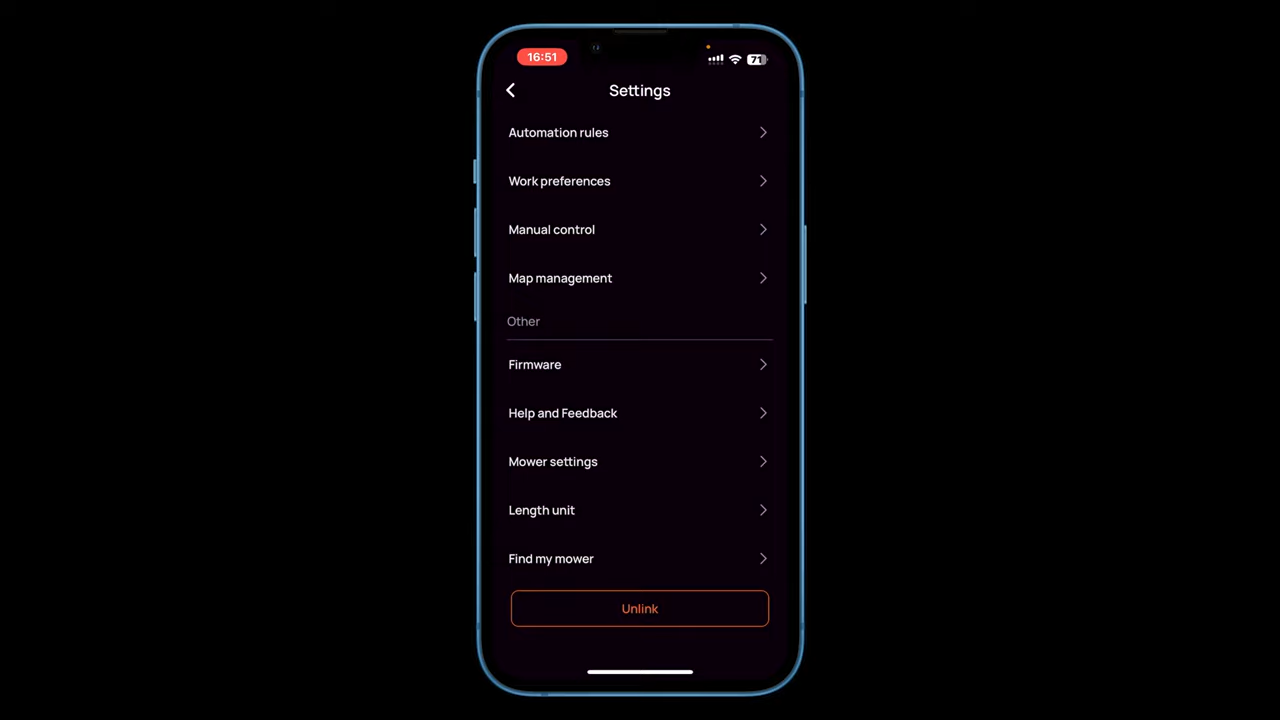 16:51
71
Settings
Automation rules
Work preferences
Manual control
Map management
Other
Firmware
Help and Feedback
Mower settings
Length unit
Find my mower
Unlink